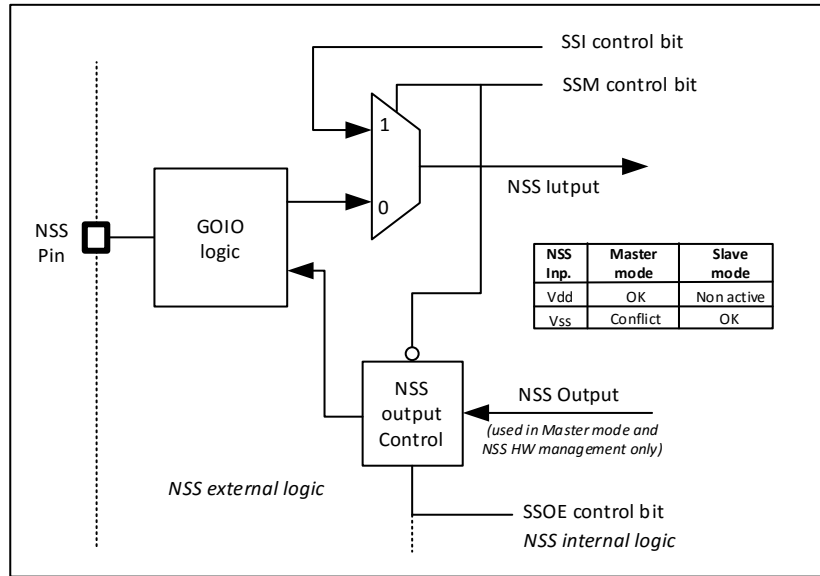 SSI control bit
SSM control bit
1
NSS Iutput
0
NSS
Pin
GOIO
logic
NSS Inp. Master mode Slave mode
Vdd OK Non active
Vss Conflict OK
NSS
output
Control
NSS Output
(used in Master mode and
NSS HW management only)
NSS external logic
SSOE control bit
NSS internal logic